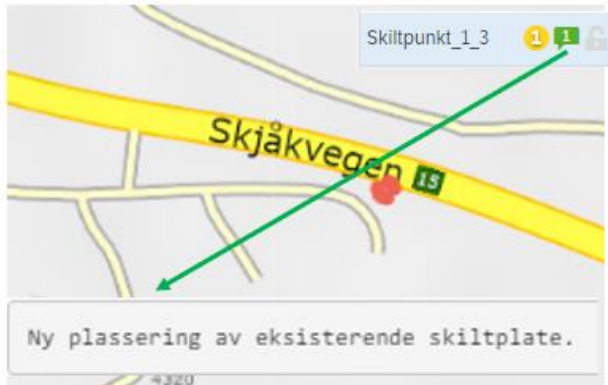 Skiltpunkt_1_3 1 1
Skjåkvegen 15
Ny plassering av eksisterende skiltplate.
4320